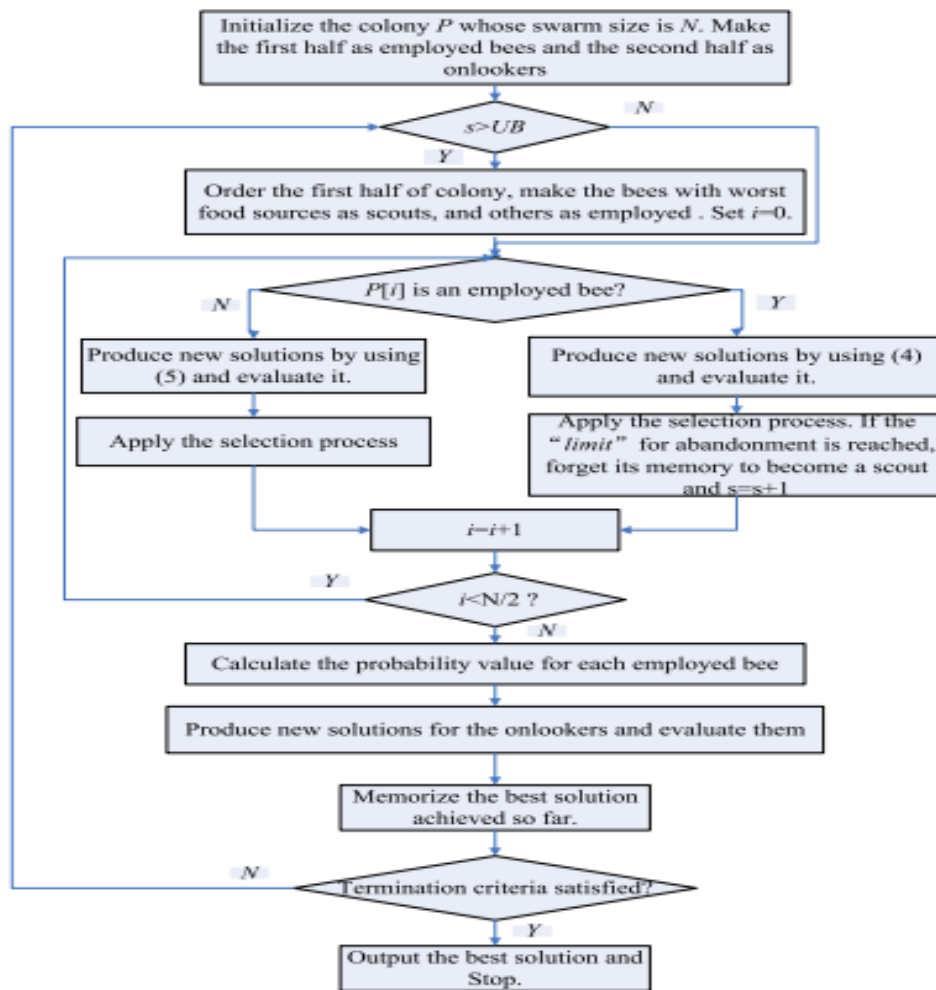 Initialize the colony P whose swarm size is N. Make
the first half as employed bees and the second half as
onlookers
N
s>UB
Y
Order the first half of colony, make the bees with worst
food sources as scouts, and others as employed . Set i=0.
P[i] is an employed bee?
N
Y
Produce new solutions by using
(5) and evaluate it.
Produce new solutions by using (4)
and evaluate it.
Apply the selection process
Apply the selection process. If the
“limit” for abandonment is reached,
forget its memory to become a scout
and s=s+1
i=i+1
Y
i<N/2 ?
N
Calculate the probability value for each employed bee
Produce new solutions for the onlookers and evaluate them
Memorize the best solution
achieved so far.
N
Termination criteria satisfied?
Y
Output the best solution and
Stop.